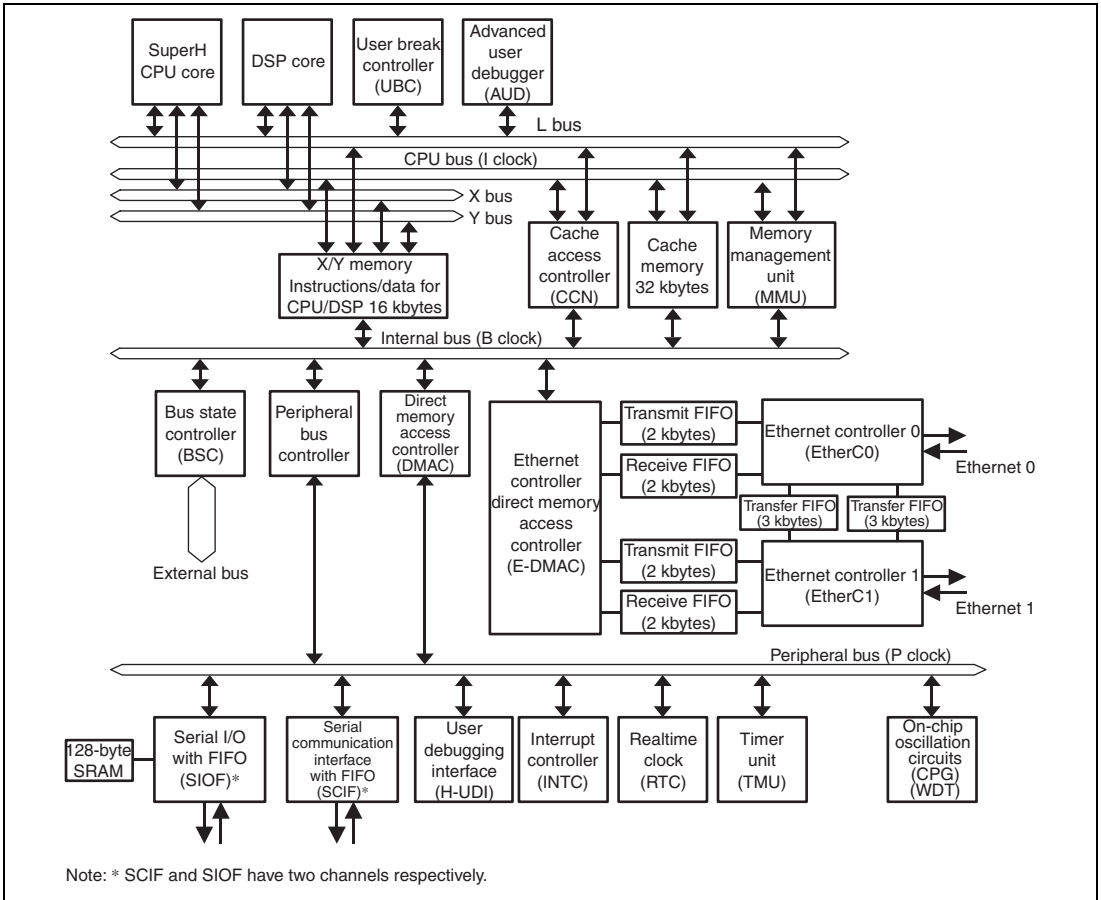 SuperH
CPU core
DSP core
User break
controller
(UBC)
Advanced
user
debugger
(AUD)
L bus
CPU bus (I clock)
X bus
Y bus
X/Y memory
Instructions/data for
CPU/DSP 16 kbytes
Cache
access
controller
(CCN)
Cache
memory
32 kbytes
Memory
management
unit
(MMU)
Internal bus (B clock)
Bus state
controller
(BSC)
Peripheral
bus
controller
Direct
memory
access
controller
(DMAC)
Ethernet
controller
direct memory
access
controller
(E-DMAC)
Transmit FIFO
(2 kbytes)
Receive FIFO
(2 kbytes)
Ethernet controller 0
(EtherC0)
Ethernet 0
Transfer FIFO
(3 kbytes)
Transfer FIFO
(3 kbytes)
Transmit FIFO
(2 kbytes)
Receive FIFO
(2 kbytes)
Ethernet controller 1
(EtherC1)
Ethernet 1
External bus
Peripheral bus (P clock)
128-byte
SRAM
Serial I/O
with FIFO
(SIOF)*
Serial
communication
interface
with FIFO
(SCIF)*
User
debugging
interface
(H-UDI)
Interrupt
controller
(INTC)
Realtime
clock
(RTC)
Timer
unit
(TMU)
On-chip
oscillation
circuits
(CPG)
(WDT)
Note: * SCIF and SIOF have two channels respectively.